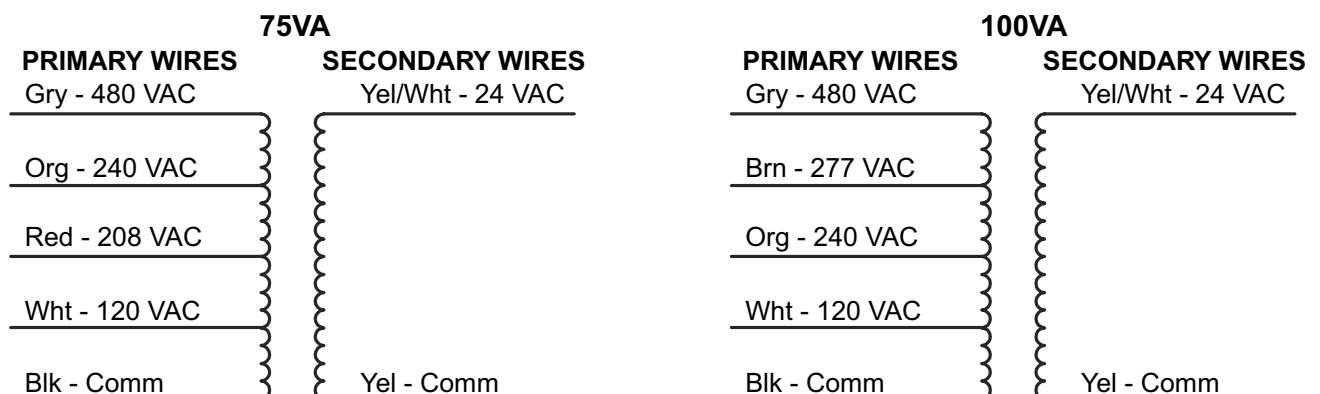 75VA
PRIMARY WIRES
SECONDARY WIRES
Gry - 480 VAC
Yel/Wht - 24 VAC
Org - 240 VAC
Red - 208 VAC
Wht - 120 VAC
Blk - Comm
Yel - Comm
100VA
PRIMARY WIRES
SECONDARY WIRES
Gry - 480 VAC
Yel/Wht - 24 VAC
Brn - 277 VAC
Org - 240 VAC
Wht - 120 VAC
Blk - Comm
Yel - Comm